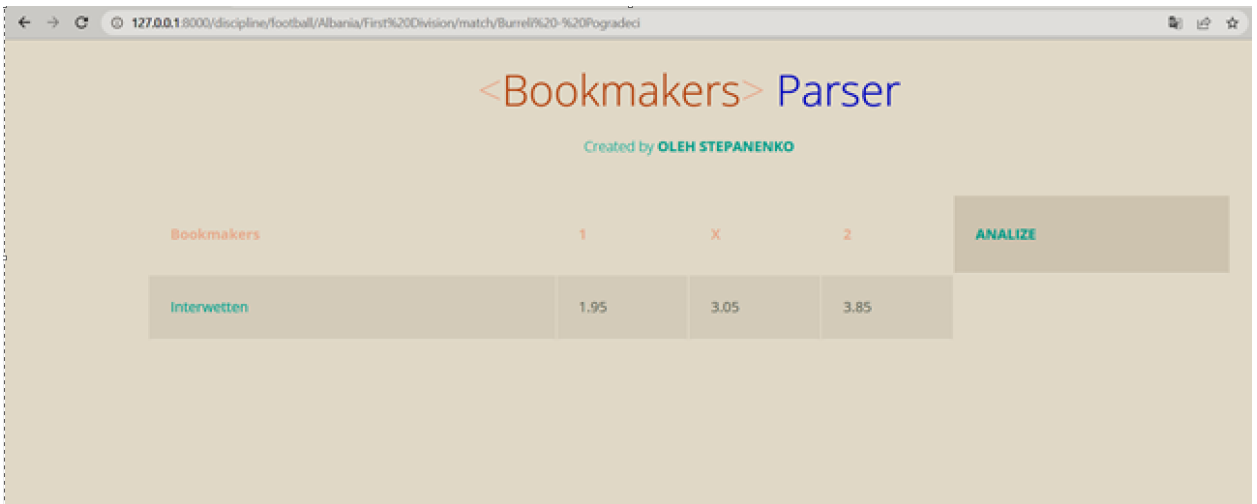 127.0.0.1:8000/discipline/football/Albania/First%20Division/match/Burreli%20-%20Pogradeci
<Bookmakers> Parser
Created by OLEH STEPANENKO
Bookmakers 1 X 2 ANALIZE
Interwetten 1.95 3.05 3.85